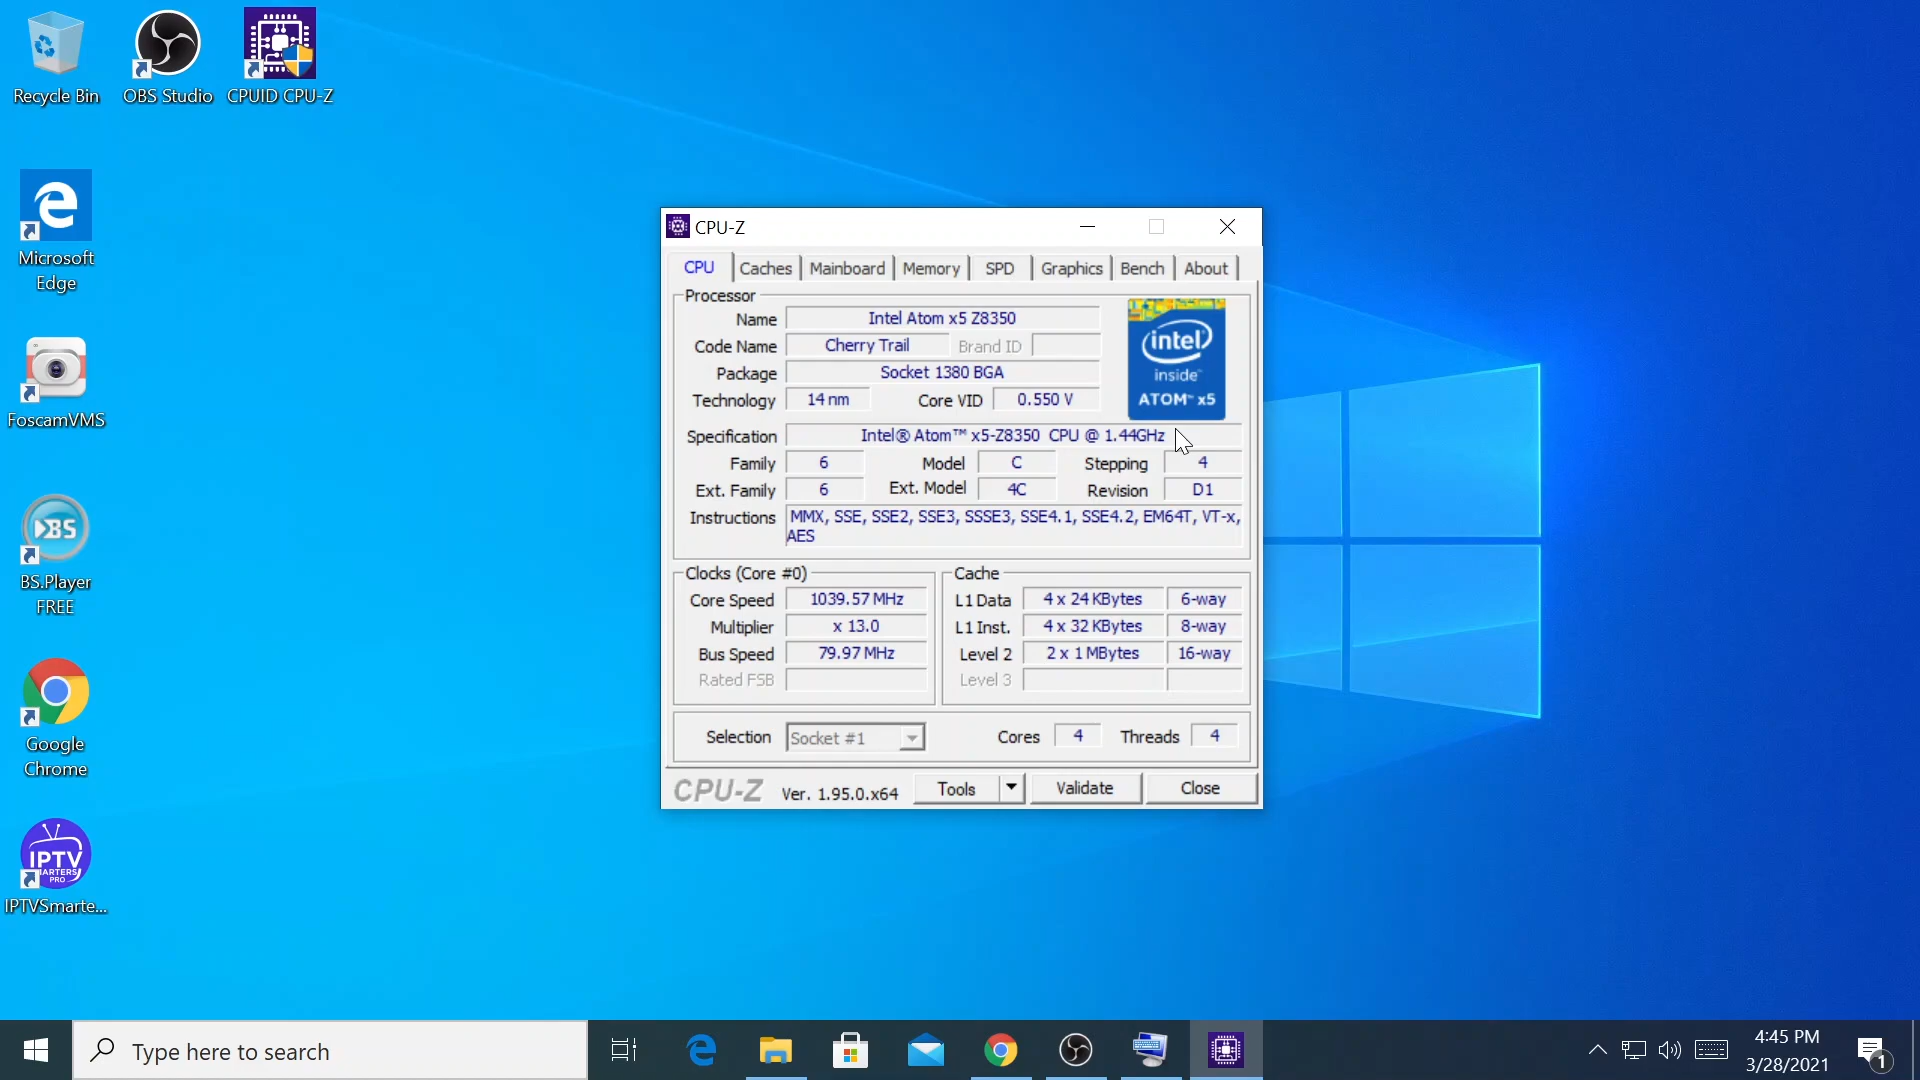 Recycle Bin
OBS Studio
CPUID CPU-Z
Microsoft
Edge
FoscamVMS
BS
BS.Player
FREE
Google
Chrome
IPTV
PRO
IPTVSmarte...
CPU-Z
CPU Caches Mainboard Memory SPD Graphics Bench About
Processor
Name Intel Atom x5 Z8350
Code Name Cherry Trail Brand ID
Package Socket 1380 BGA
Technology 14 nm Core VID 0.550 V
intel
inside™
ATOM™ x5
Specification Intel® Atom™ x5-Z8350 CPU @ 1.44GHz
Family 6 Model C Stepping 4
Ext. Family 6 Ext. Model 4C Revision D1
Instructions MMX, SSE, SSE2, SSE3, SSSE3, SSE4.1, SSE4.2, EM64T, VT-x,
AES
Clocks (Core #0)
Core Speed 1039.57 MHz
Multiplier x 13.0
Bus Speed 79.97 MHz
Rated FSB
Cache
L1 Data 4 x 24 KBytes 6-way
L1 Inst. 4 x 32 KBytes 8-way
Level 2 2 x 1 MBytes 16-way
Level 3
Selection Socket #1 Cores 4 Threads 4
CPU-Z Ver. 1.95.0.x64 Tools Validate Close
Type here to search
4:45 PM
3/28/2021
1